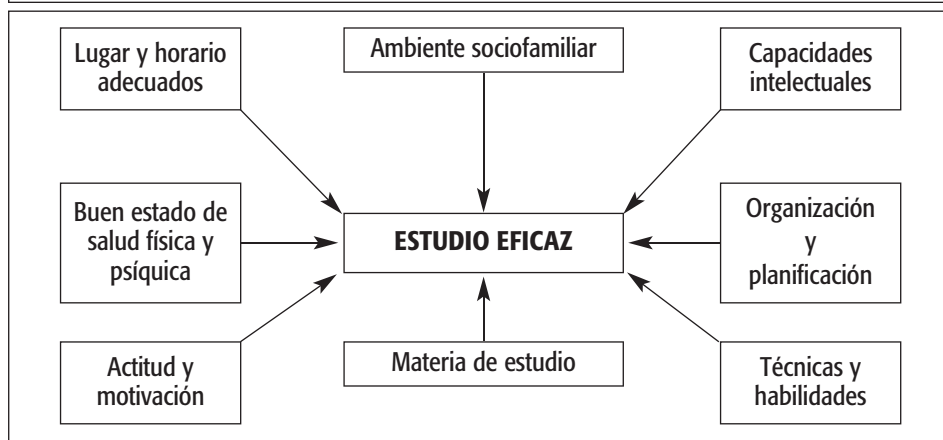 Lugar y horario
adecuados
Ambiente sociofamiliar
Capacidades
intelectuales
Buen estado de
salud física y
psíquica
ESTUDIO EFICAZ
Organización
y
planificación
Actitud y
motivación
Materia de estudio
Técnicas y
habilidades